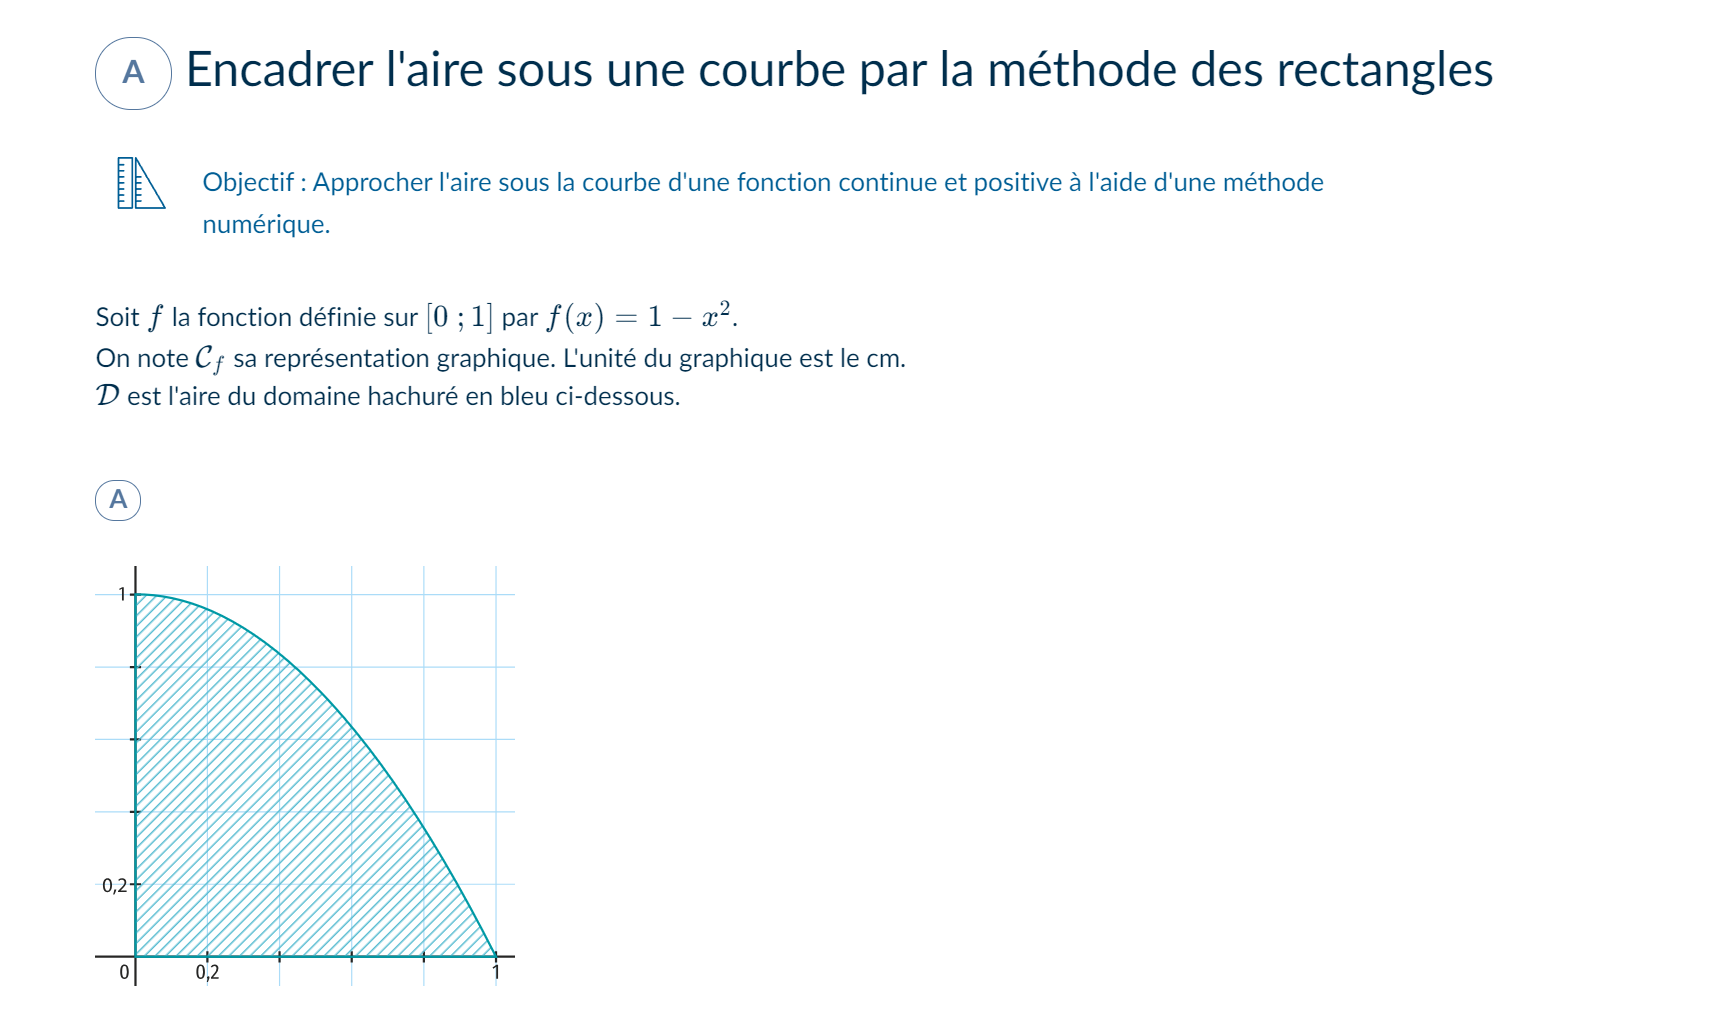 A Encadrer l'aire sous une courbe par la méthode des rectangles
Objectif : Approcher l'aire sous la courbe d'une fonction continue et positive à l'aide d'une méthode
numérique.
Soit f la fonction définie sur [0 ; 1] par f(x) = 1 − x².
On note 𝒞f sa représentation graphique. L'unité du graphique est le cm.
𝒟 est l'aire du domaine hachuré en bleu ci-dessous.
A
1
0,2
0 0,2 1